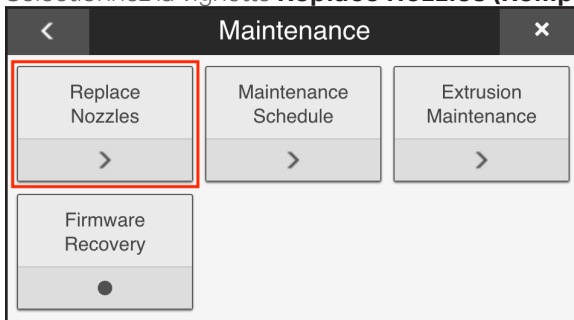 Maintenance
Replace
Nozzles
Maintenance
Schedule
Extrusion
Maintenance
Firmware
Recovery